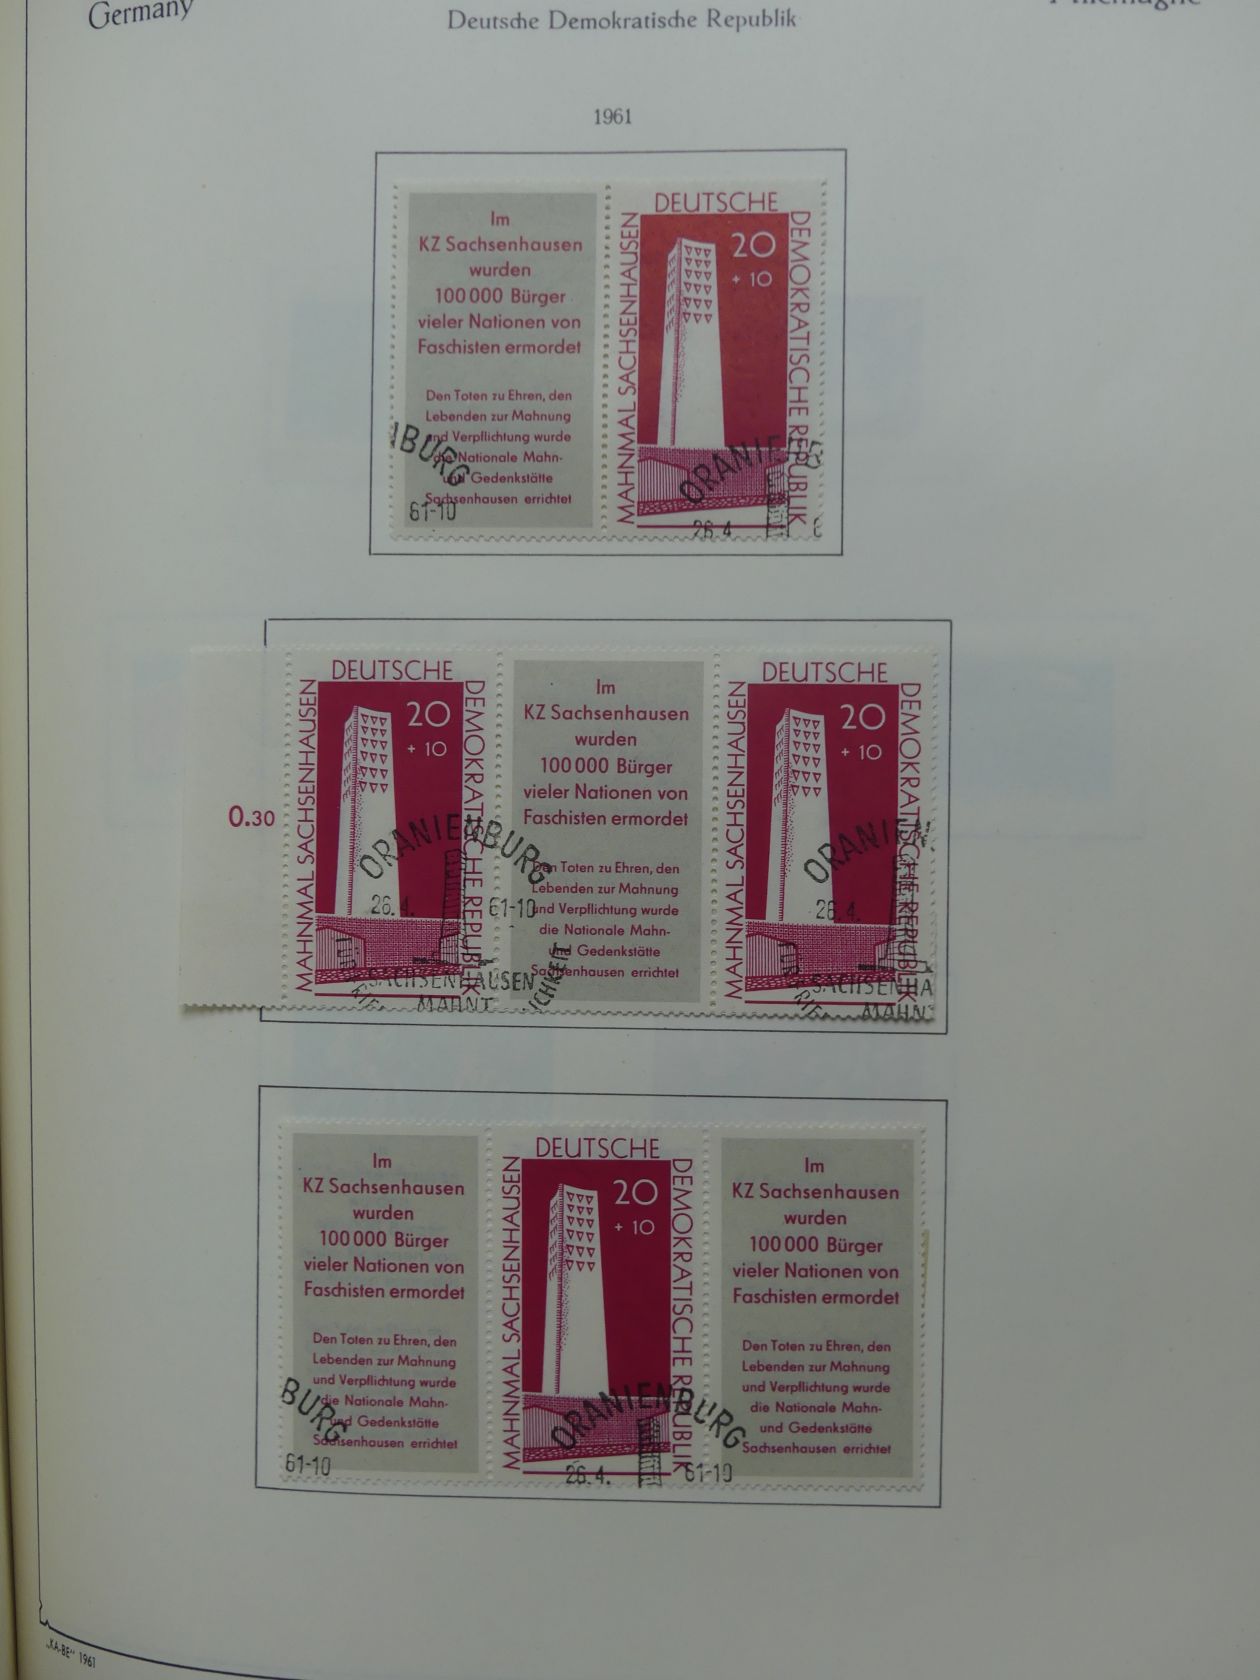 Germany
Deutsche Demokratische Republik
1961
Im
KZ Sachsenhausen
wurden
100 000 Bürger
vieler Nationen von
Faschisten ermordet
Den Toten zu Ehren, den
Lebenden zur Mahnung
und Verpflichtung wurde
die Nationale Mahn-
und Gedenkstätte
Sachsenhausen errichtet
BURG
61-10
MAHNMAL SACHSENHAUSEN
DEUTSCHE
DEMOKRATISCHE REPUBLIK
20
+ 10
ORANIENB
26.4
0.30
MAHNMAL SACHSENHAUSEN
DEUTSCHE
DEMOKRATISCHE REPUBLIK
20
+ 10
ORANIENBURG
26.4. 61-10
SACHSENHAUSEN
MAHNT
Im
KZ Sachsenhausen
wurden
100 000 Bürger
vieler Nationen von
Faschisten ermordet
Den Toten zu Ehren, den
Lebenden zur Mahnung
und Verpflichtung wurde
die Nationale Mahn-
und Gedenkstätte
Sachsenhausen errichtet
MAHNMAL SACHSENHAUSEN
DEUTSCHE
DEMOKRATISCHE REPUBLIK
20
+ 10
ORANIEN
26.4.
SACHSENHA
MAHN
Im
KZ Sachsenhausen
wurden
100 000 Bürger
vieler Nationen von
Faschisten ermordet
Den Toten zu Ehren, den
Lebenden zur Mahnung
und Verpflichtung wurde
die Nationale Mahn-
und Gedenkstätte
Sachsenhausen errichtet
BURG
61-10
MAHNMAL SACHSENHAUSEN
DEUTSCHE
DEMOKRATISCHE REPUBLIK
20
+ 10
ORANIENBURG
26.4. 61-10
Im
KZ Sachsenhausen
wurden
100 000 Bürger
vieler Nationen von
Faschisten ermordet
Den Toten zu Ehren, den
Lebenden zur Mahnung
und Verpflichtung wurde
die Nationale Mahn-
und Gedenkstätte
Sachsenhausen errichtet
„KA-BE" 1961